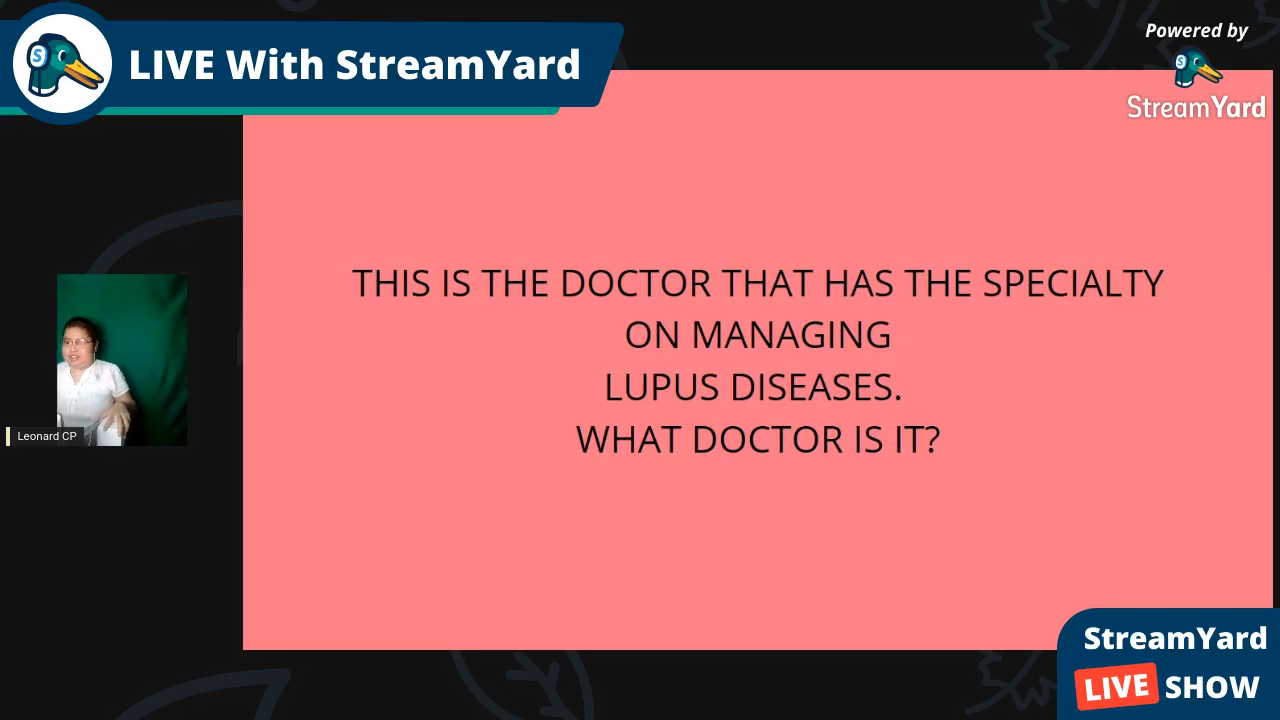 LIVE With StreamYard
Powered by
StreamYard
THIS IS THE DOCTOR THAT HAS THE SPECIALTY
ON MANAGING
LUPUS DISEASES.
WHAT DOCTOR IS IT?
Leonard CP
StreamYard
LIVE SHOW